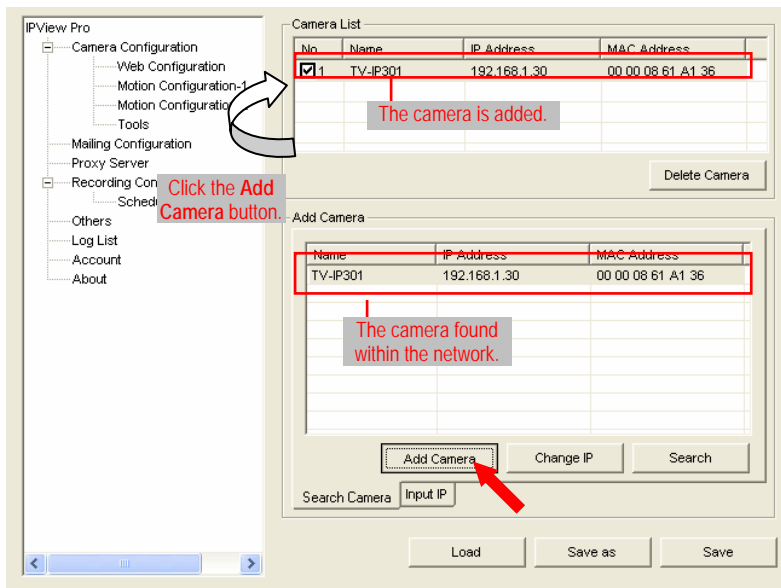 IPView Pro
Camera Configuration
Web Configuration
Motion Configuration-1
Motion Configuratio
Tools
Mailing Configuration
Proxy Server
Recording Con
Schedu
Others
Log List
Account
About
Click the Add
Camera button.
Camera List
No. Name IP Address MAC Address
1 TV-IP301 192.168.1.30 00 00 08 61 A1 36
The camera is added.
Delete Camera
Add Camera
Name IP Address MAC Address
TV-IP301 192.168.1.30 00 00 08 61 A1 36
The camera found
within the network.
Add Camera Change IP Search
Search Camera Input IP
Load Save as Save